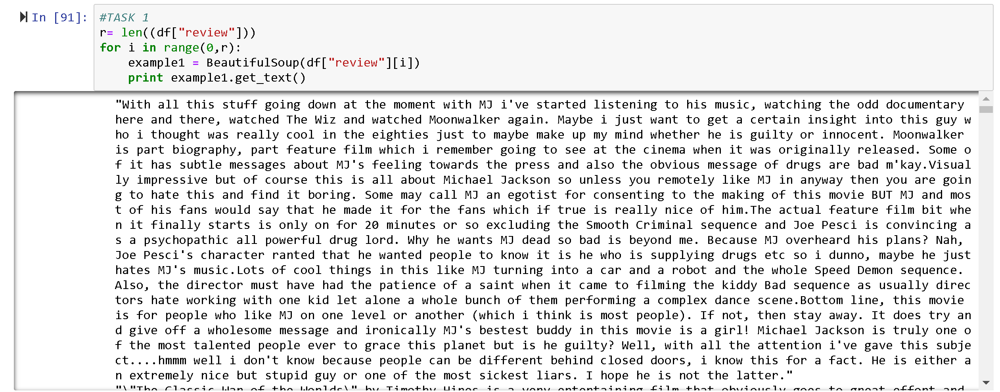 In [91]:
#TASK 1
r= len((df["review"]))
for i in range(0,r):
    example1 = BeautifulSoup(df["review"][i])
    print example1.get_text()
"With all this stuff going down at the moment with MJ i've started listening to his music, watching the odd documentary
here and there, watched The Wiz and watched Moonwalker again. Maybe i just want to get a certain insight into this guy w
ho i thought was really cool in the eighties just to maybe make up my mind whether he is guilty or innocent. Moonwalker
is part biography, part feature film which i remember going to see at the cinema when it was originally released. Some o
f it has subtle messages about MJ's feeling towards the press and also the obvious message of drugs are bad m'kay.Visual
ly impressive but of course this is all about Michael Jackson so unless you remotely like MJ in anyway then you are goin
g to hate this and find it boring. Some may call MJ an egotist for consenting to the making of this movie BUT MJ and mos
t of his fans would say that he made it for the fans which if true is really nice of him.The actual feature film bit whe
n it finally starts is only on for 20 minutes or so excluding the Smooth Criminal sequence and Joe Pesci is convincing a
s a psychopathic all powerful drug lord. Why he wants MJ dead so bad is beyond me. Because MJ overheard his plans? Nah,
Joe Pesci's character ranted that he wanted people to know it is he who is supplying drugs etc so i dunno, maybe he just
hates MJ's music.Lots of cool things in this like MJ turning into a car and a robot and the whole Speed Demon sequence.
Also, the director must have had the patience of a saint when it came to filming the kiddy Bad sequence as usually direc
tors hate working with one kid let alone a whole bunch of them performing a complex dance scene.Bottom line, this movie
is for people who like MJ on one level or another (which i think is most people). If not, then stay away. It does try an
d give off a wholesome message and ironically MJ's bestest buddy in this movie is a girl! Michael Jackson is truly one o
f the most talented people ever to grace this planet but is he guilty? Well, with all the attention i've gave this subje
ct....hmmm well i don't know because people can be different behind closed doors, i know this for a fact. He is either a
n extremely nice but stupid guy or one of the most sickest liars. I hope he is not the latter."
"\"The Classic War of the Worlds\" by Timothy Hines is a very entertaining film that obviously goes to great effort and